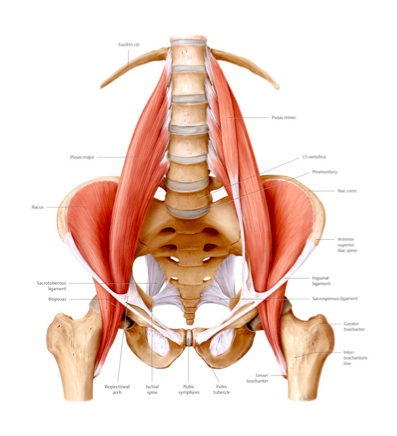 Twelfth rib
Psoas minor
Psoas major
L5 vertebra
Promontory
Iliac crest
Iliacus
Anterior
superior
iliac spine
Sacrotuberous
ligament
Inguinal
ligament
Iliopsoas
Sacrospinous ligament
Greater
trochanter
Inter-
trochanteric
line
Lesser
trochanter
Iliopectineal
arch
Ischial
spine
Pubic
symphysis
Pubic
tubercle